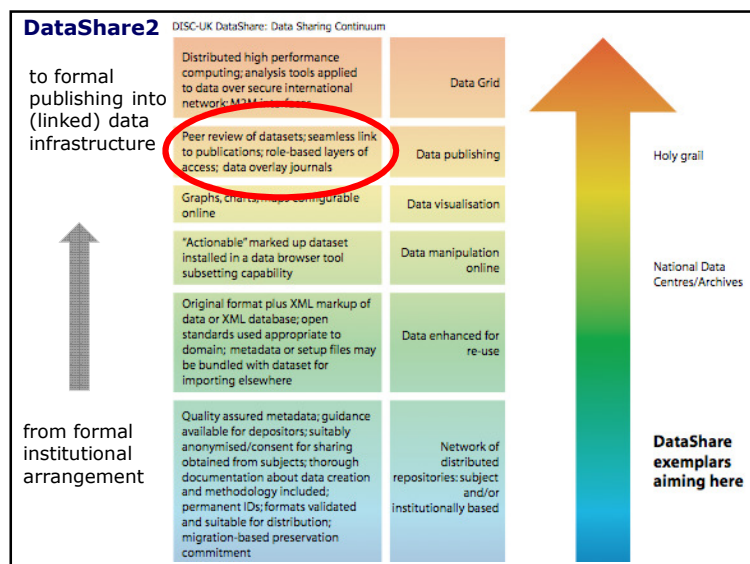 DataShare2
DISC-UK DataShare: Data Sharing Continuum
to formal
publishing into
(linked) data
infrastructure
from formal
institutional
arrangement
Distributed high performance
computing; analysis tools applied
to data over secure international
network; M2M interfaces
Data Grid
Peer review of datasets; seamless link
to publications; role-based layers of
access; data overlay journals
Data publishing
Graphs, charts, maps configurable
online
Data visualisation
“Actionable” marked up dataset
installed in a data browser tool
subsetting capability
Data manipulation
online
Original format plus XML markup of
data or XML database; open
standards used appropriate to
domain; metadata or setup files may
be bundled with dataset for
importing elsewhere
Data enhanced for
re-use
Quality assured metadata; guidance
available for depositors; suitably
anonymised/consent for sharing
obtained from subjects; thorough
documentation about data creation
and methodology included;
permanent IDs; formats validated
and suitable for distribution;
migration-based preservation
commitment
Network of
distributed
repositories: subject
and/or
institutionally based
Holy grail
National Data
Centres/Archives
DataShare
exemplars
aiming here